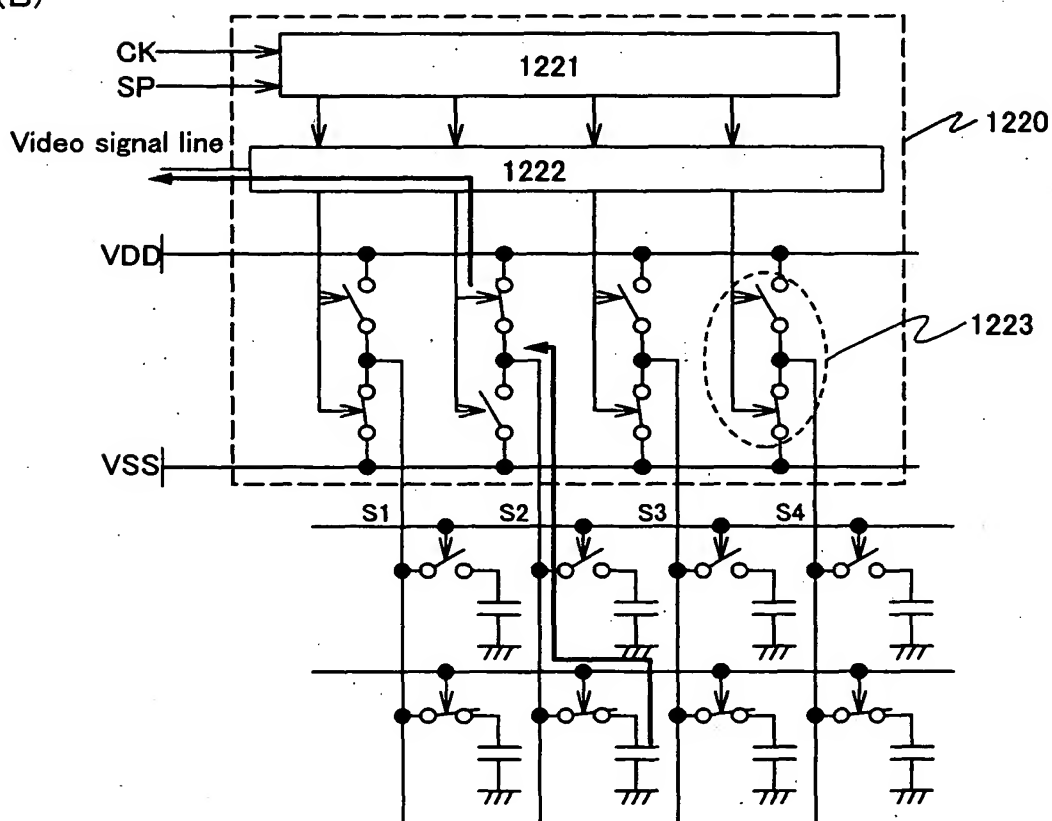 (B)
CK
SP
1221
1220
Video signal line
1222
VDD
1223
VSS
S1
S2
S3
S4